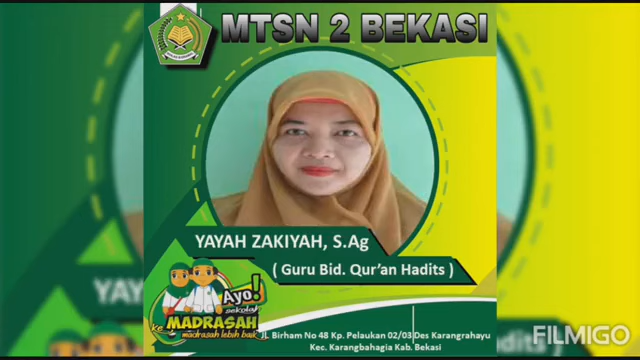 MTSN 2 BEKASI
YAYAH ZAKIYAH, S.Ag
( Guru Bid. Qur'an Hadits )
Ayo!
sekolah
ke
MADRASAH
madrasah lebih baik
JL. Birham No 48 Kp. Pelaukan 02/03 Des Karangrahayu
Kec. Karangbahagia Kab. Bekasi
FILMIGO
YAYAH